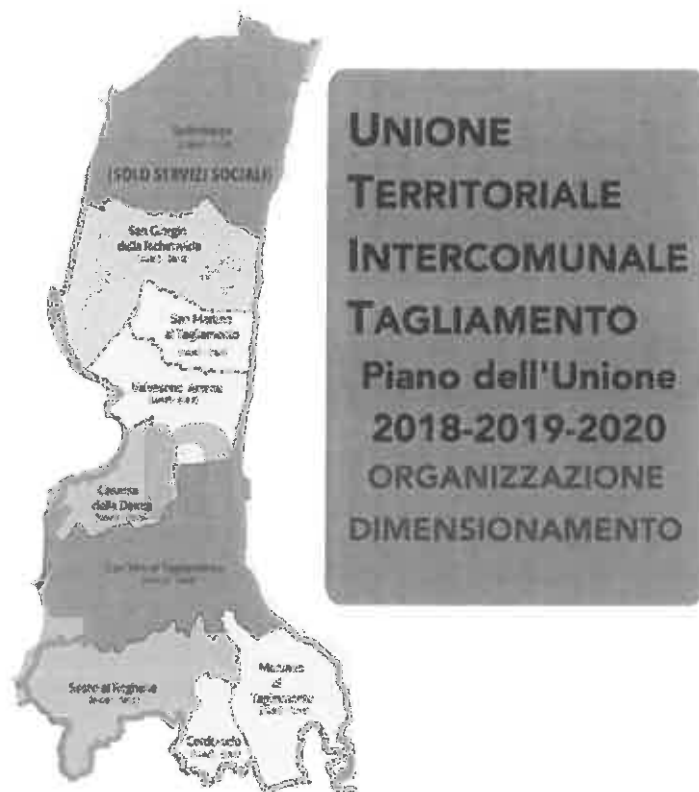 (SOLO SERVIZI SOCIALI)
San Giorgio
della Richinvelda
San Martino
al Tagliamento
Valvasone Arzene
Casarsa
della Delizia
San Vito al Tagliamento
Sesto al Reghena
Morsano
al
Tagliamento
Cordovado
UNIONE
TERRITORIALE
INTERCOMUNALE
TAGLIAMENTO
Piano dell'Unione
2018-2019-2020
ORGANIZZAZIONE
DIMENSIONAMENTO